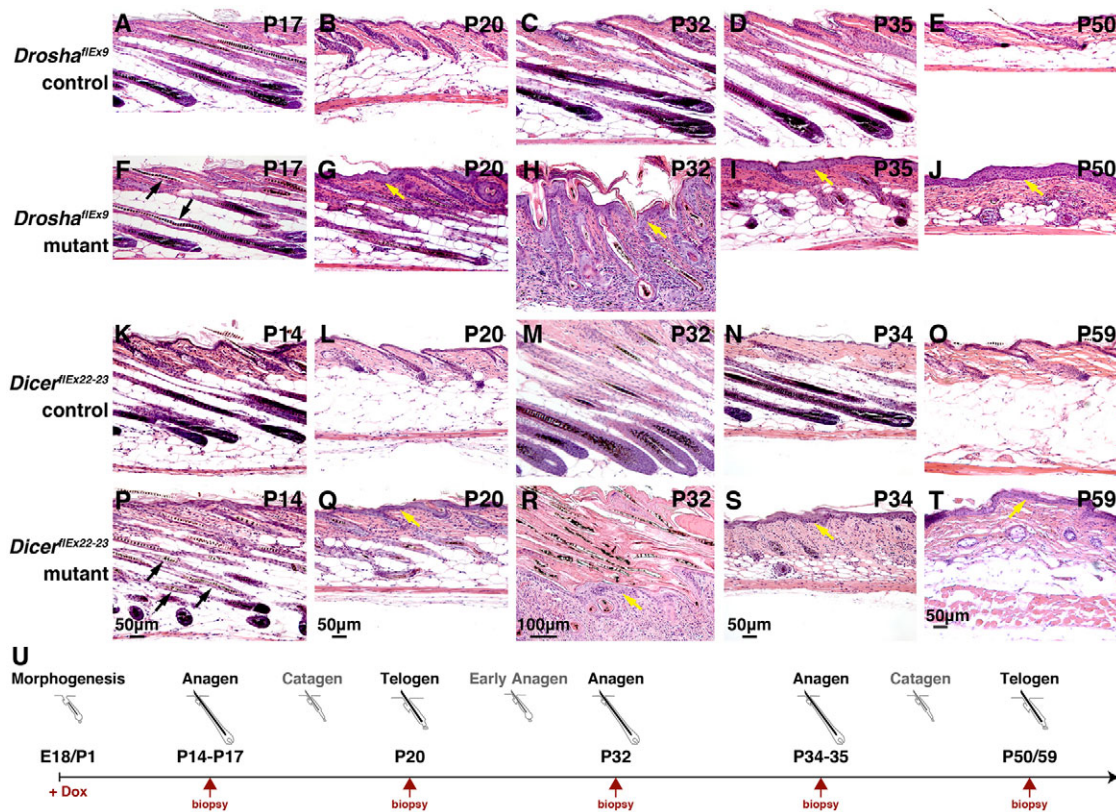 A P17 B P20 C P32 D P35 E P50
Drosha^flEx9
control
F P17 G P20 H P32 I P35 J P50
Drosha^flEx9
mutant
K P14 L P20 M P32 N P34 O P59
Dicer^flEx22-23
control
P P14 Q P20 R P32 S P34 T P59
Dicer^flEx22-23
mutant
50µm 50µm 100µm 50µm 50µm
U
Morphogenesis Anagen Catagen Telogen Early Anagen Anagen Anagen Catagen Telogen
E18/P1 P14-P17 P20 P32 P34-35 P50/59
+ Dox biopsy biopsy biopsy biopsy biopsy